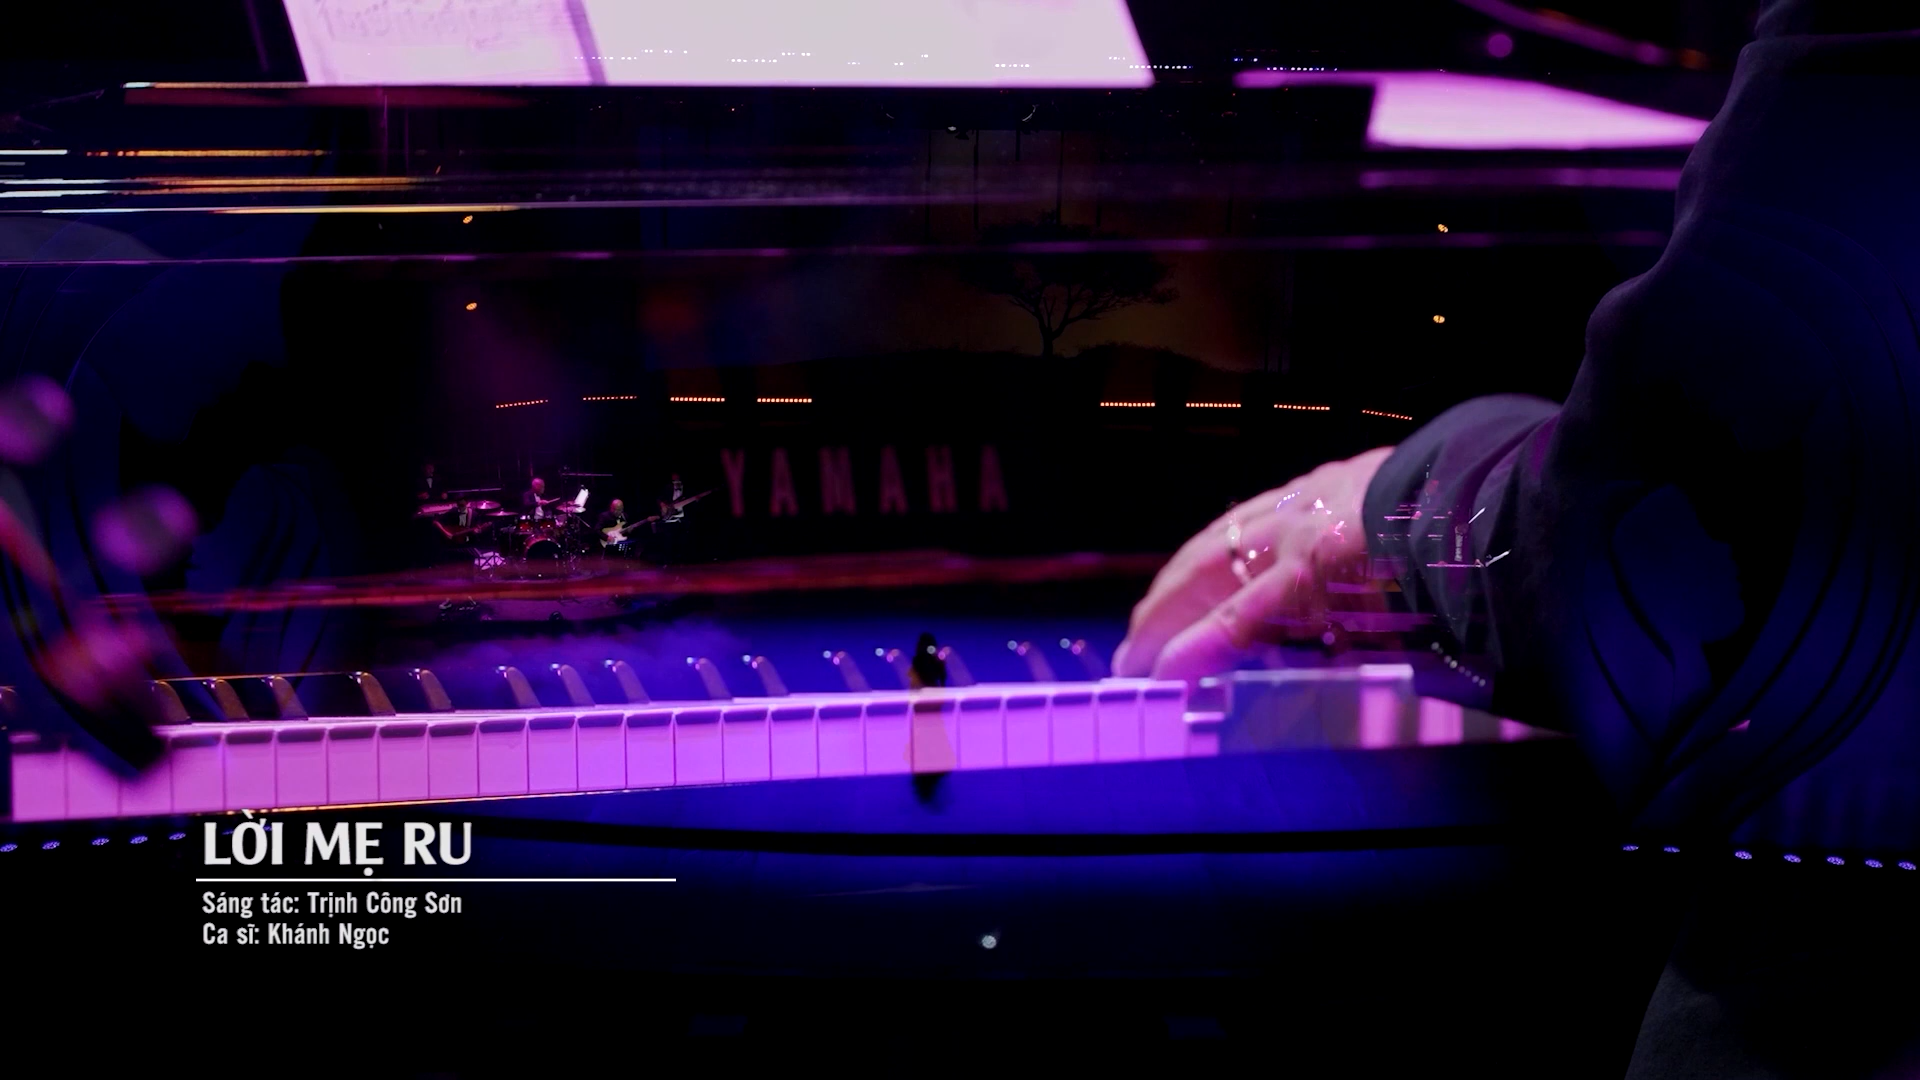 YAMAHA
LỜI MẸ RU
Sáng tác: Trịnh Công Sơn
Ca sĩ: Khánh Ngọc